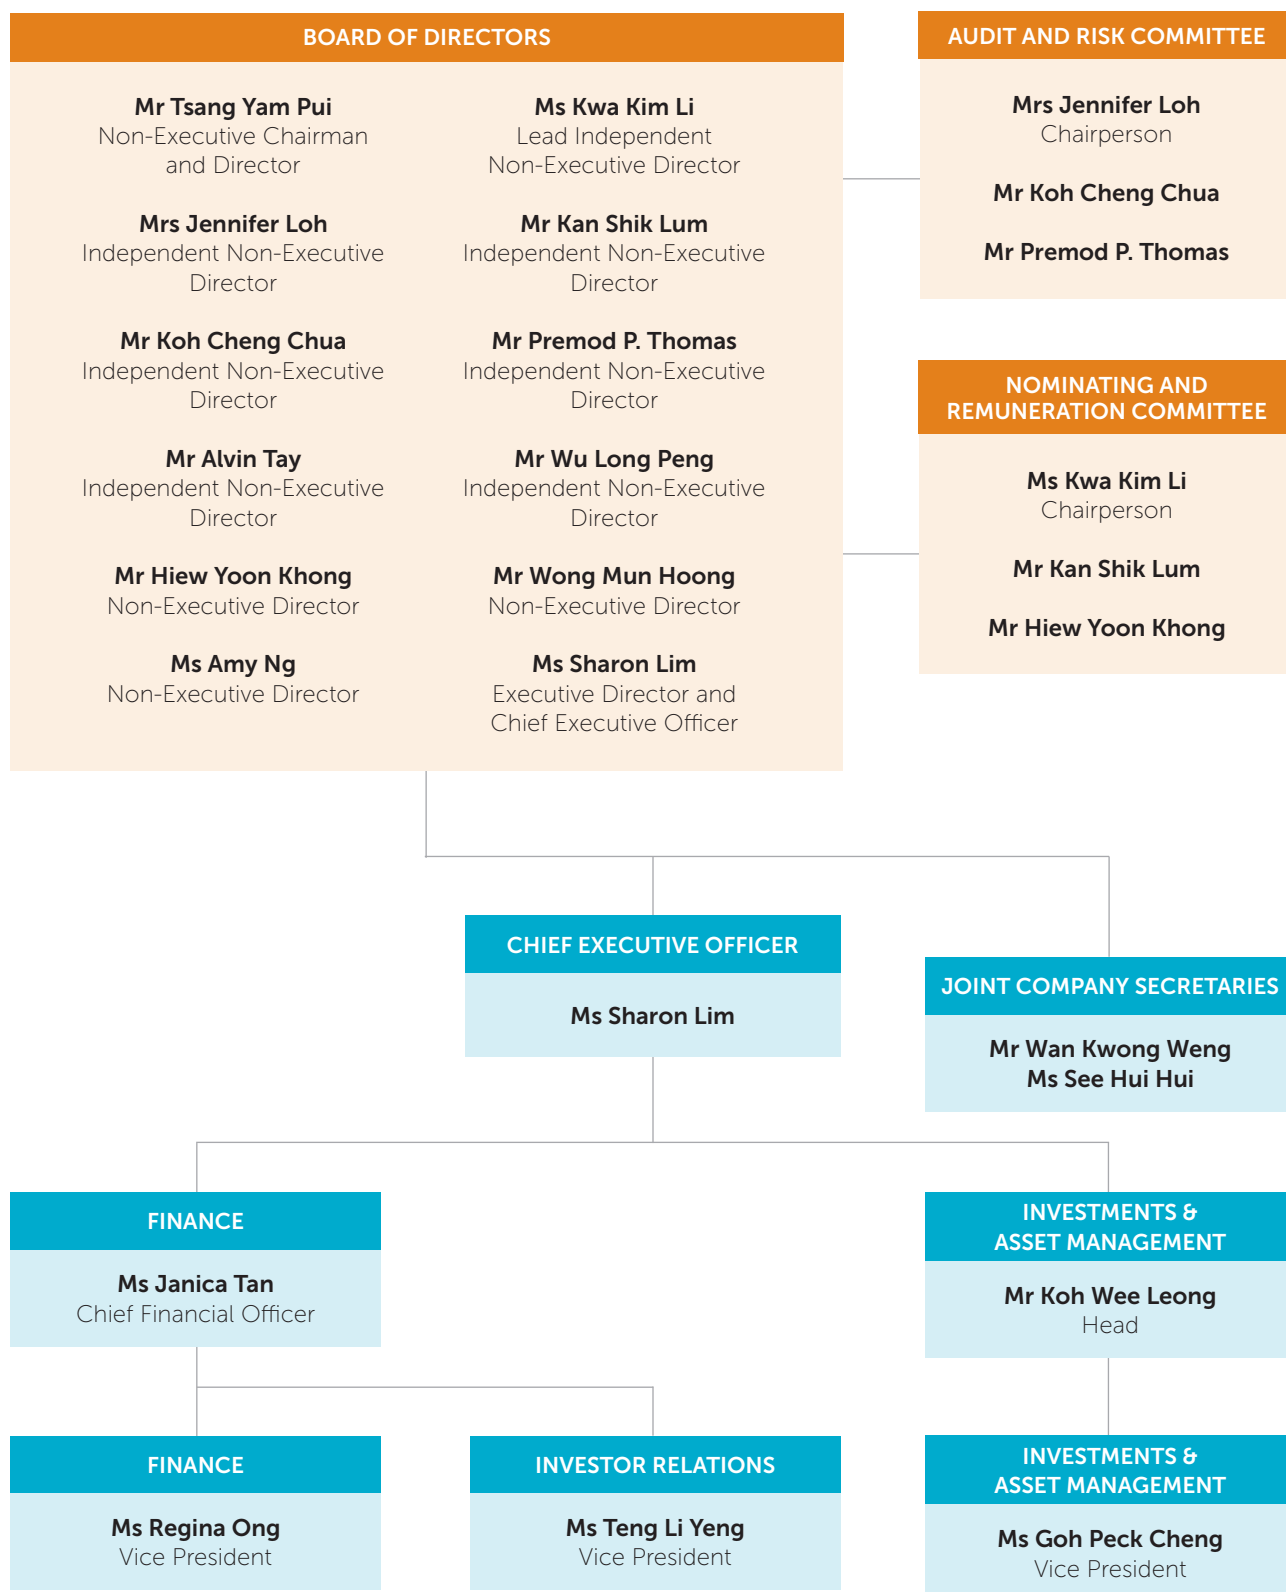 BOARD OF DIRECTORS
Mr Tsang Yam Pui
Non-Executive Chairman
and Director
Ms Kwa Kim Li
Lead Independent
Non-Executive Director
Mrs Jennifer Loh
Independent Non-Executive
Director
Mr Kan Shik Lum
Independent Non-Executive
Director
Mr Koh Cheng Chua
Independent Non-Executive
Director
Mr Premod P. Thomas
Independent Non-Executive
Director
Mr Alvin Tay
Independent Non-Executive
Director
Mr Wu Long Peng
Independent Non-Executive
Director
Mr Hiew Yoon Khong
Non-Executive Director
Mr Wong Mun Hoong
Non-Executive Director
Ms Amy Ng
Non-Executive Director
Ms Sharon Lim
Executive Director and
Chief Executive Officer
AUDIT AND RISK COMMITTEE
Mrs Jennifer Loh
Chairperson
Mr Koh Cheng Chua
Mr Premod P. Thomas
NOMINATING AND
REMUNERATION COMMITTEE
Ms Kwa Kim Li
Chairperson
Mr Kan Shik Lum
Mr Hiew Yoon Khong
CHIEF EXECUTIVE OFFICER
Ms Sharon Lim
JOINT COMPANY SECRETARIES
Mr Wan Kwong Weng
Ms See Hui Hui
FINANCE
Ms Janica Tan
Chief Financial Officer
INVESTMENTS &
ASSET MANAGEMENT
Mr Koh Wee Leong
Head
FINANCE
Ms Regina Ong
Vice President
INVESTOR RELATIONS
Ms Teng Li Yeng
Vice President
INVESTMENTS &
ASSET MANAGEMENT
Ms Goh Peck Cheng
Vice President